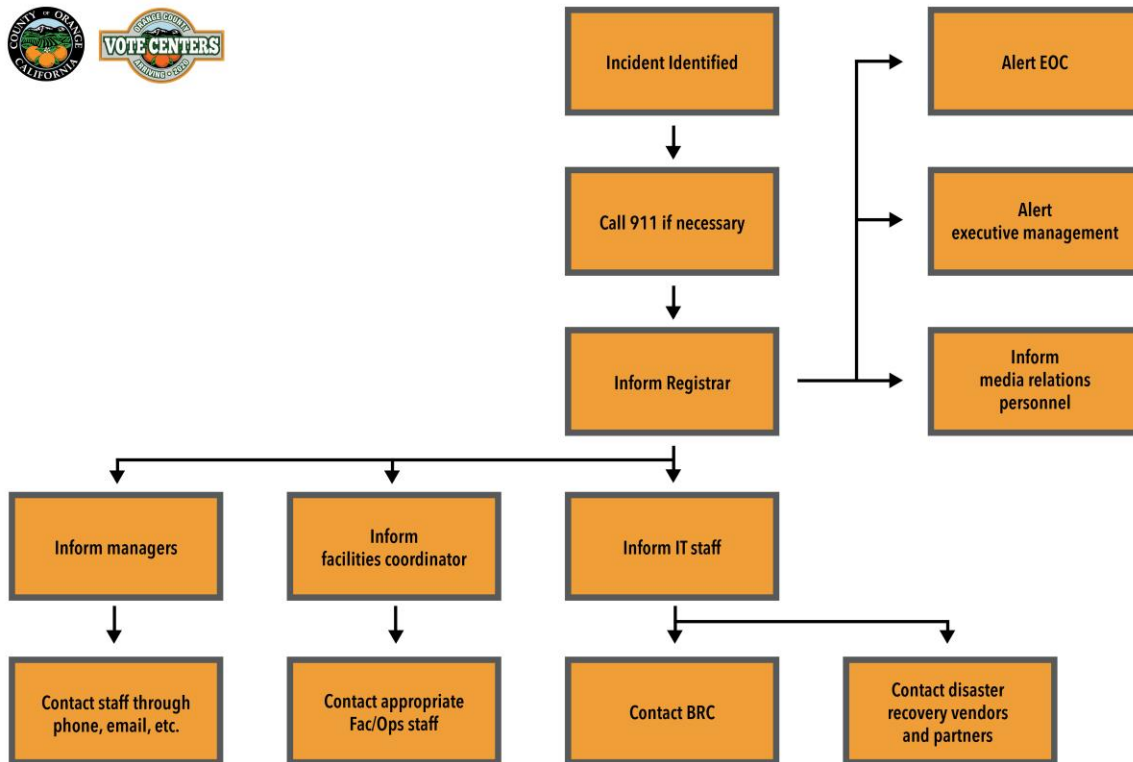 COUNTY OF ORANGE
CALIFORNIA
ORANGE COUNTY
VOTE CENTERS
ARRIVING • 2020
Incident Identified
Alert EOC
Call 911 if necessary
Alert
executive management
Inform Registrar
Inform
media relations
personnel
Inform managers
Inform
facilities coordinator
Inform IT staff
Contact staff through
phone, email, etc.
Contact appropriate
Fac/Ops staff
Contact BRC
Contact disaster
recovery vendors
and partners